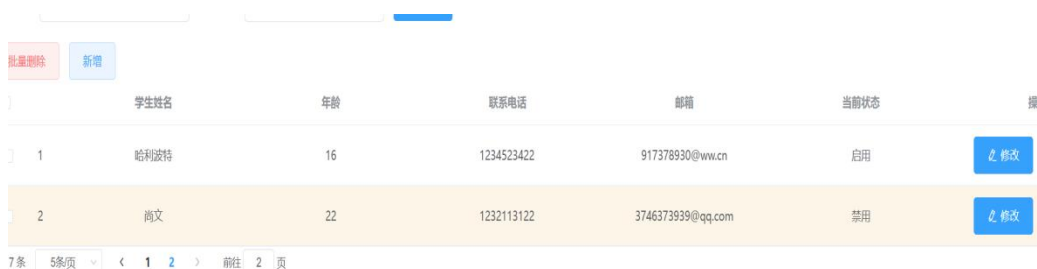 批量删除 新增
学生姓名 年龄 联系电话 邮箱 当前状态
1 哈利波特 16 1234523422 917378930@ww.cn 启用 修改
2 尚文 22 1232113122 3746373939@qq.com 禁用 修改
7条 5条/页 1 2 前往 2 页